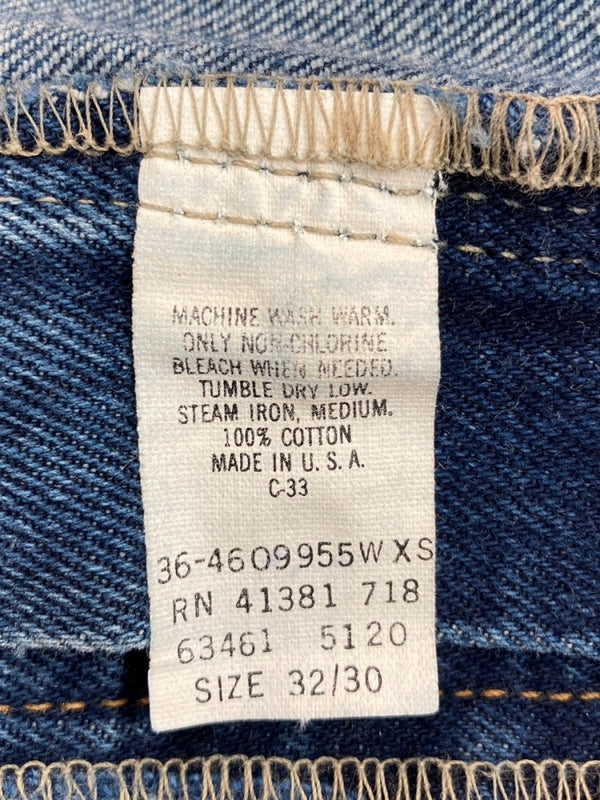 MACHINE WASH WARM.
ONLY NON-CHLORINE
BLEACH WHEN NEEDED.
TUMBLE DRY LOW.
STEAM IRON, MEDIUM.
100% COTTON
MADE IN U. S. A.
C-33
36-4609955WXS
RN 41381 718
63461 5120
SIZE 32/30